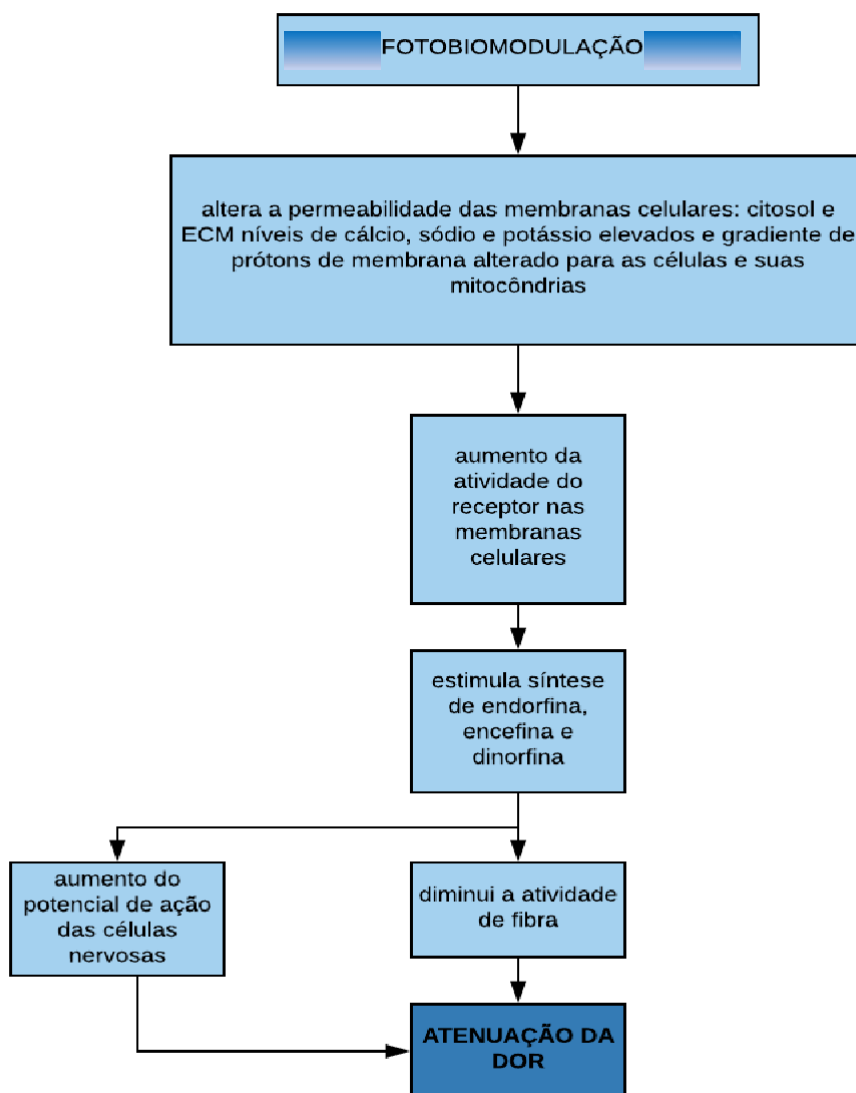 FOTOBIOMODULAÇÃO
altera a permeabilidade das membranas celulares: citosol e
ECM níveis de cálcio, sódio e potássio elevados e gradiente de
prótons de membrana alterado para as células e suas
mitocôndrias
aumento da
atividade do
receptor nas
membranas
celulares
estimula síntese
de endorfina,
encefina e
dinorfina
aumento do
potencial de ação
das células
nervosas
diminui a atividade
de fibra
ATENUAÇÃO DA
DOR